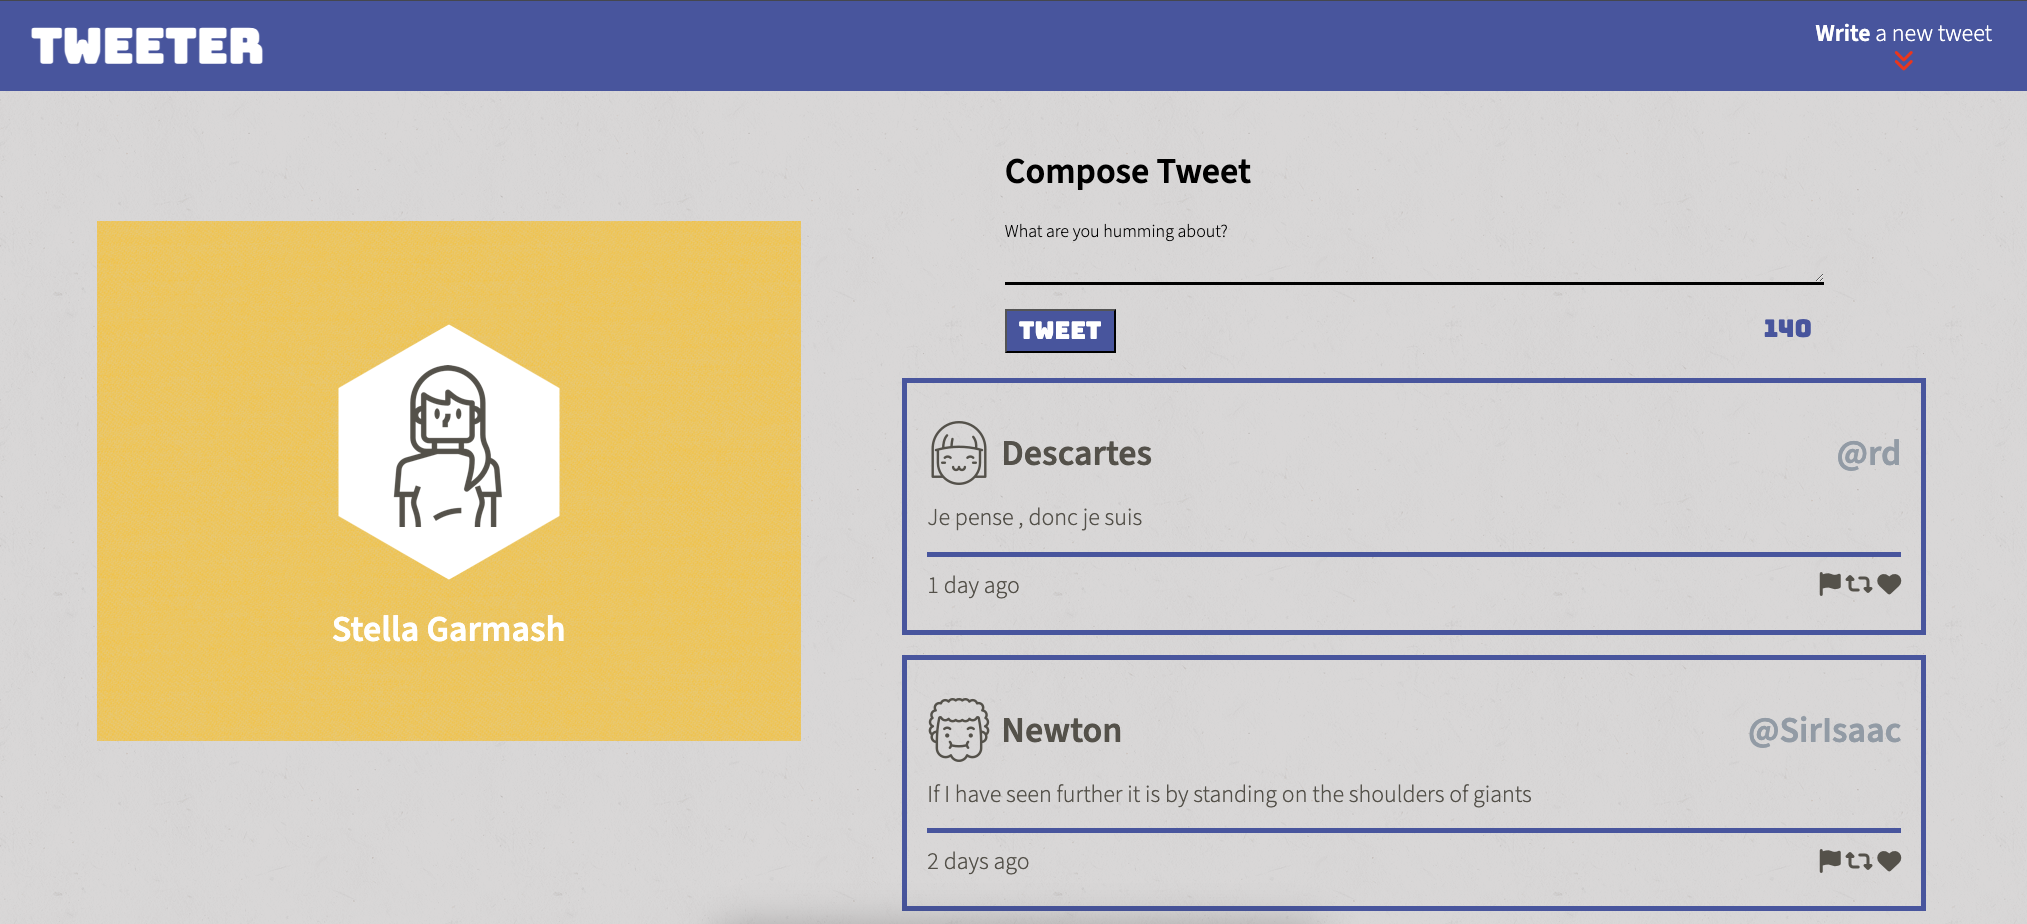 TWEETER
Write a new tweet
Stella Garmash
Compose Tweet
What are you humming about?
TWEET
140
Descartes
@rd
Je pense , donc je suis
1 day ago
Newton
@SirIsaac
If I have seen further it is by standing on the shoulders of giants
2 days ago